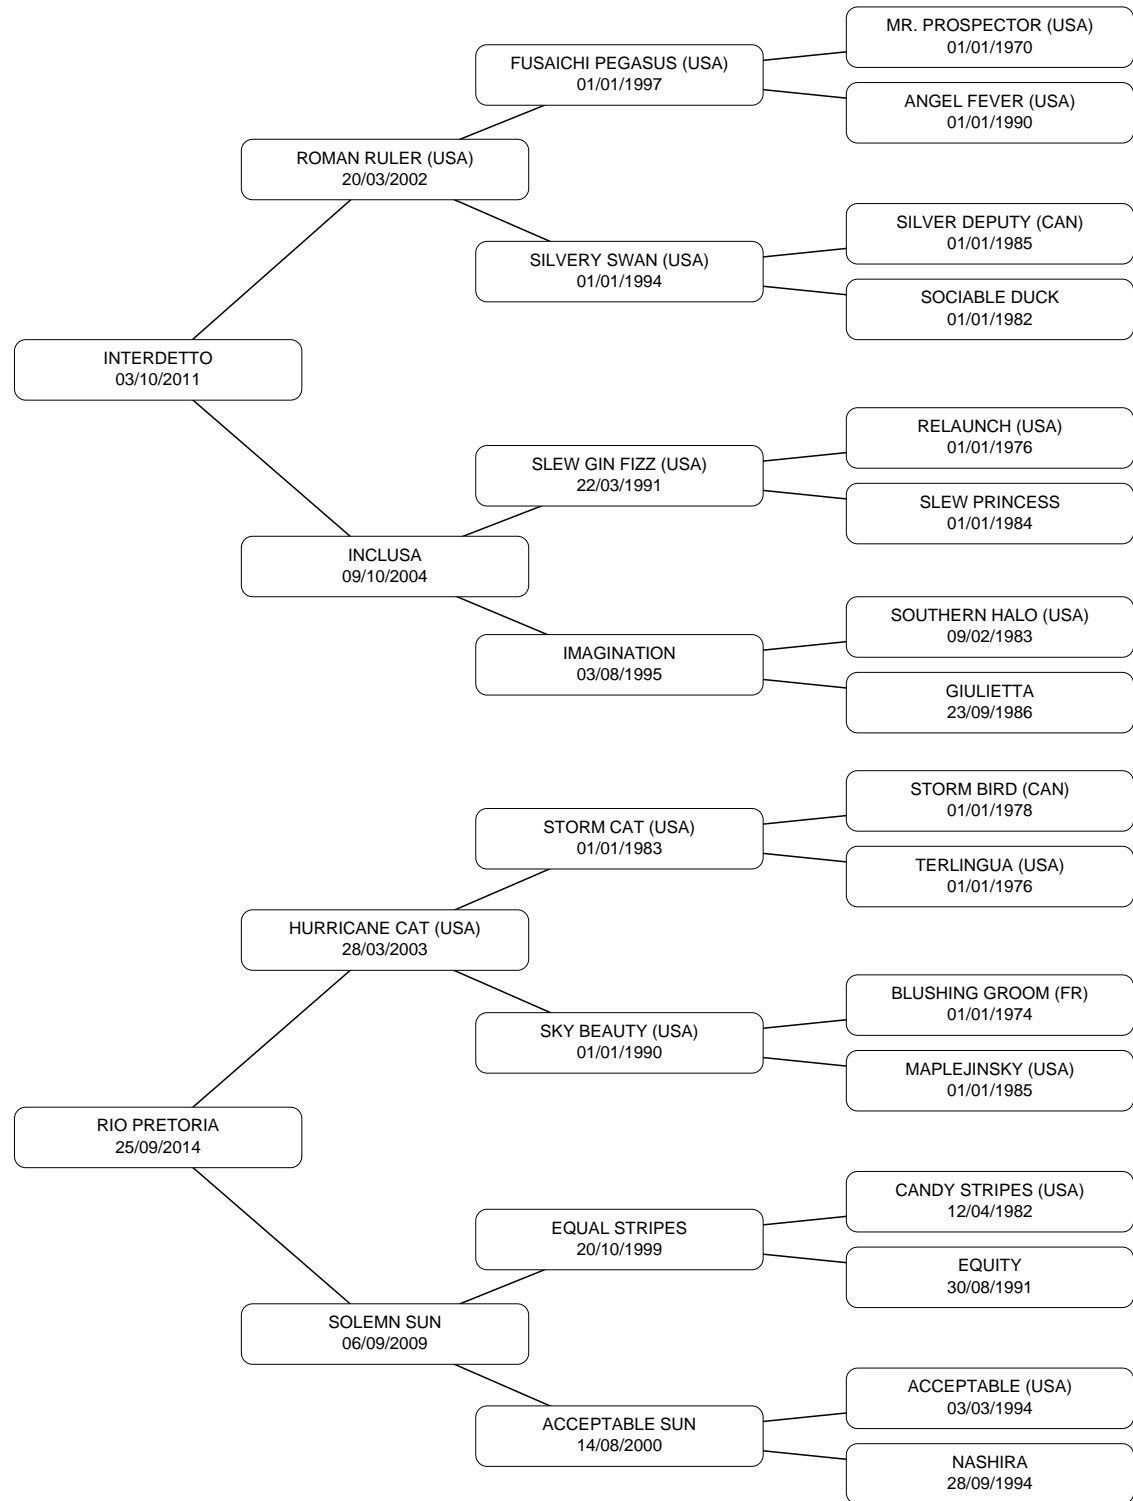 MR. PROSPECTOR (USA)
01/01/1970
FUSAICHI PEGASUS (USA)
01/01/1997
ANGEL FEVER (USA)
01/01/1990
ROMAN RULER (USA)
20/03/2002
SILVER DEPUTY (CAN)
01/01/1985
SILVERY SWAN (USA)
01/01/1994
SOCIABLE DUCK
01/01/1982
INTERDETTO
03/10/2011
RELAUNCH (USA)
01/01/1976
SLEW GIN FIZZ (USA)
22/03/1991
SLEW PRINCESS
01/01/1984
INCLUSA
09/10/2004
SOUTHERN HALO (USA)
09/02/1983
IMAGINATION
03/08/1995
GIULIETTA
23/09/1986
STORM BIRD (CAN)
01/01/1978
STORM CAT (USA)
01/01/1983
TERLINGUA (USA)
01/01/1976
HURRICANE CAT (USA)
28/03/2003
BLUSHING GROOM (FR)
01/01/1974
SKY BEAUTY (USA)
01/01/1990
MAPLEJINSKY (USA)
01/01/1985
RIO PRETORIA
25/09/2014
CANDY STRIPES (USA)
12/04/1982
EQUAL STRIPES
20/10/1999
EQUITY
30/08/1991
SOLEMN SUN
06/09/2009
ACCEPTABLE (USA)
03/03/1994
ACCEPTABLE SUN
14/08/2000
NASHIRA
28/09/1994